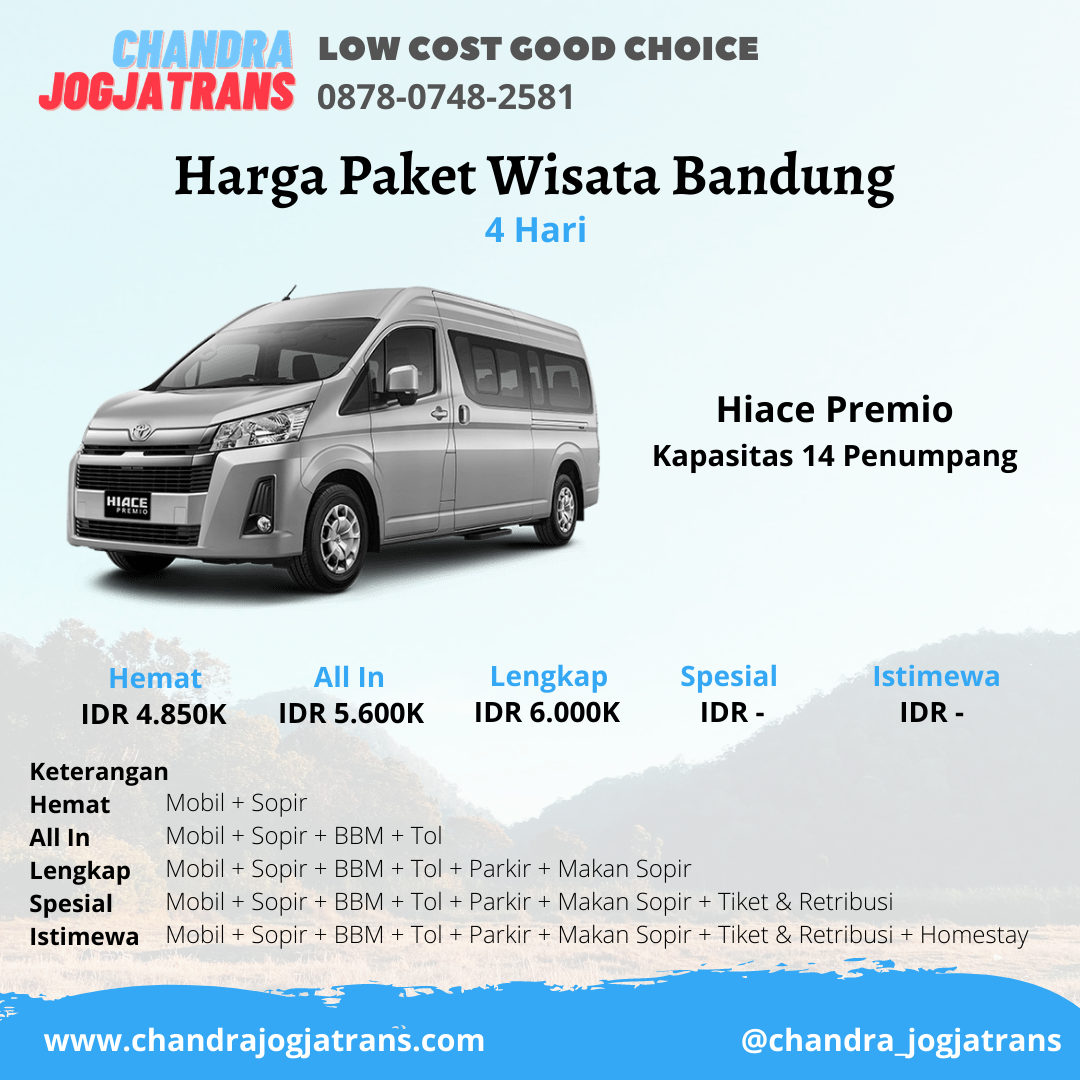 CHANDRA
JOGJATRANS
LOW COST GOOD CHOICE
0878-0748-2581
Harga Paket Wisata Bandung
4 Hari
HIACE
PREMIO
Hiace Premio
Kapasitas 14 Penumpang
Hemat All In Lengkap Spesial Istimewa
IDR 4.850K IDR 5.600K IDR 6.000K IDR - IDR -
Keterangan
Hemat Mobil + Sopir
All In Mobil + Sopir + BBM + Tol
Lengkap Mobil + Sopir + BBM + Tol + Parkir + Makan Sopir
Spesial Mobil + Sopir + BBM + Tol + Parkir + Makan Sopir + Tiket & Retribusi
Istimewa Mobil + Sopir + BBM + Tol + Parkir + Makan Sopir + Tiket & Retribusi + Homestay
www.chandrajogjatrans.com @chandra_jogjatrans